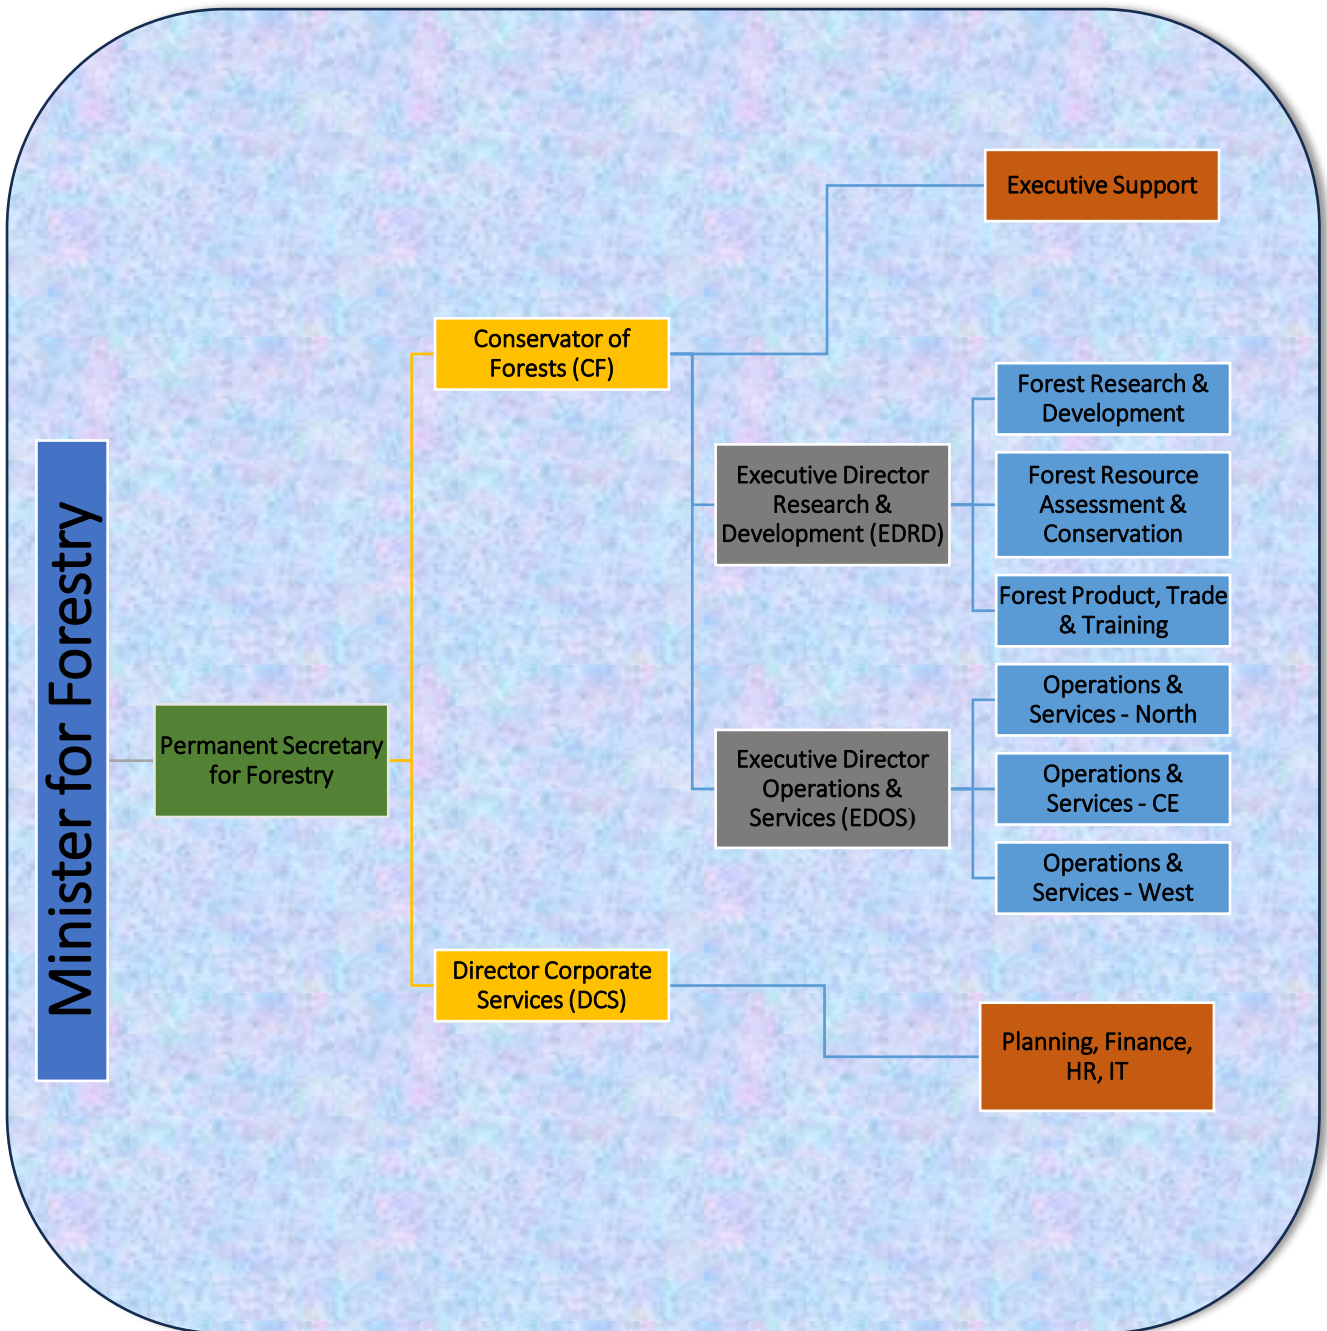 Minister for Forestry
Permanent Secretary
for Forestry
Conservator of
Forests (CF)
Executive Support
Executive Director
Research &
Development (EDRD)
Forest Research &
Development
Forest Resource
Assessment &
Conservation
Forest Product, Trade
& Training
Executive Director
Operations &
Services (EDOS)
Operations &
Services - North
Operations &
Services - CE
Operations &
Services - West
Director Corporate
Services (DCS)
Planning, Finance,
HR, IT